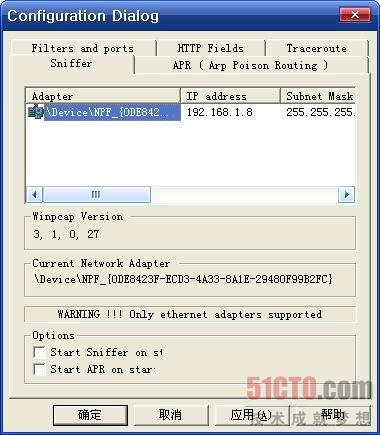 Configuration Dialog
Filters and ports
HTTP Fields
Traceroute
Sniffer
APR ( Arp Poison Routing )
Adapter
IP address
Subnet Mask
\Device\NPF_{0DE842...
192.168.1.8
255.255.255.
Winpcap Version
3, 1, 0, 27
Current Network Adapter
\Device\NPF_{0DE8423F-ECD3-4A33-8A1E-29480F99B2FC}
WARNING !!! Only ethernet adapters supported
Options
Start Sniffer on st
Start APR on star
51CTO.com
技术成就梦想
确定
取消
应用(A)
帮助